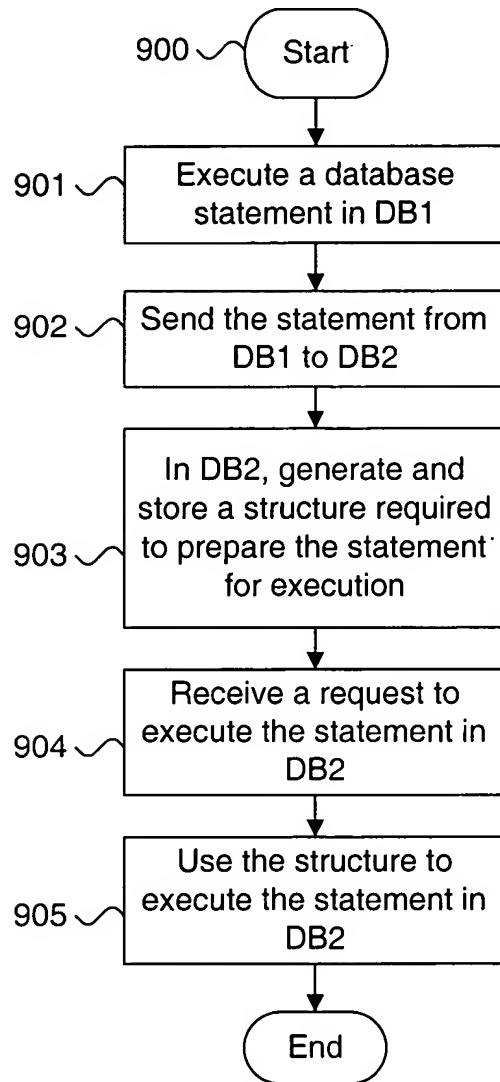 900
Start
901
Execute a database
statement in DB1
902
Send the statement from
DB1 to DB2
903
In DB2, generate and
store a structure required
to prepare the statement
for execution
904
Receive a request to
execute the statement in
DB2
905
Use the structure to
execute the statement in
DB2
End